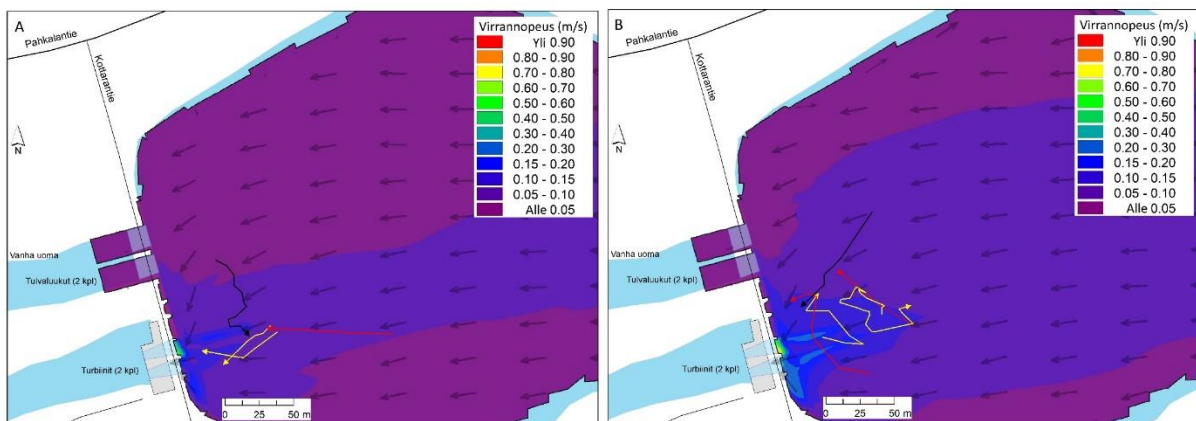 A
Pahkalantie
Kottarantie
N
Vanha uoma
Tulvaluukut (2 kpl)
Turbiinit (2 kpl)
Virrannopeus (m/s)
Yli 0.90
0.80 - 0.90
0.70 - 0.80
0.60 - 0.70
0.50 - 0.60
0.40 - 0.50
0.30 - 0.40
0.20 - 0.30
0.15 - 0.20
0.10 - 0.15
0.05 - 0.10
Alle 0.05
0 25 50 m
B
Pahkalantie
Kottarantie
N
Vanha uoma
Tulvaluukut (2 kpl)
Turbiinit (2 kpl)
Virrannopeus (m/s)
Yli 0.90
0.80 - 0.90
0.70 - 0.80
0.60 - 0.70
0.50 - 0.60
0.40 - 0.50
0.30 - 0.40
0.20 - 0.30
0.15 - 0.20
0.10 - 0.15
0.05 - 0.10
Alle 0.05
0 25 50 m